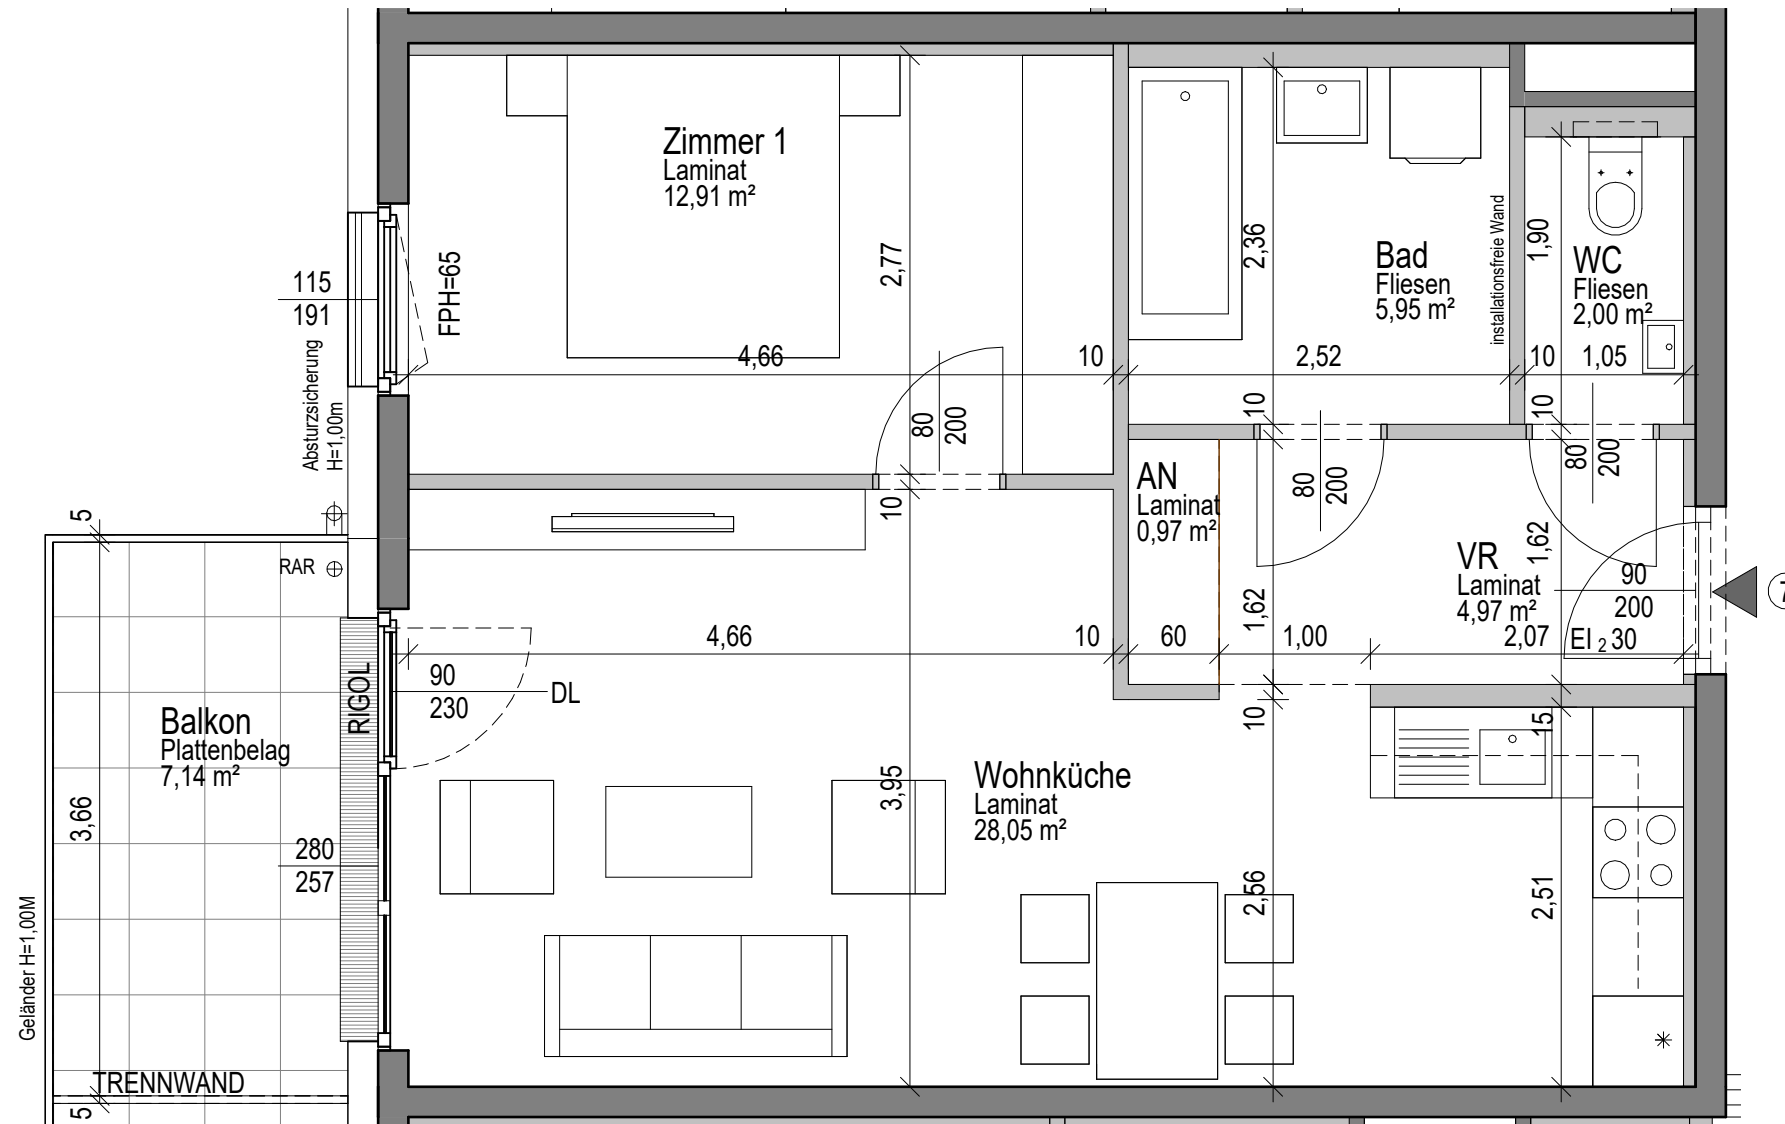 Zimmer 1
Laminat
12,91 m²
2,77
4,66
10
80
200
10
115
191
FPH=65
Absturzsicherung
H=1,00m
Bad
Fliesen
5,95 m²
2,36
2,52
10
installationsfreie Wand
WC
Fliesen
2,00 m²
1,90
10
1,05
10
80
200
80
200
AN
Laminat
0,97 m²
VR
Laminat
4,97 m²
1,62
1,62
90
200
EI 2 30
4,66
10
60
1,00
2,07
10
15
5
RAR
RIGOL
90
230
DL
Balkon
Plattenbelag
7,14 m²
3,66
280
257
Geländer H=1,00M
TRENNWAND
5
Wohnküche
Laminat
28,05 m²
3,95
2,56
2,51